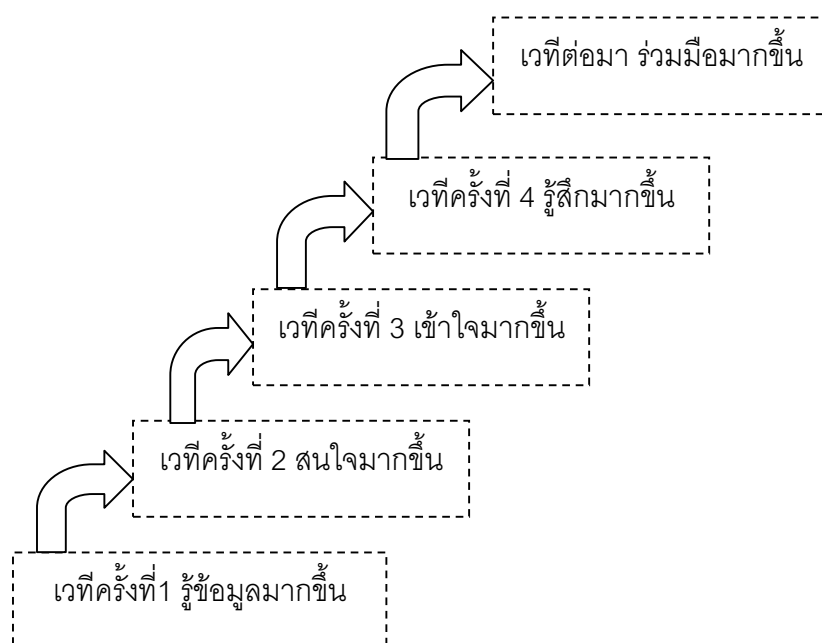 เวทีต่อมา ร่วมมือมากขึ้น
เวทีครั้งที่ 4 รู้สึกมากขึ้น
เวทีครั้งที่ 3 เข้าใจมากขึ้น
เวทีครั้งที่ 2 สนใจมากขึ้น
เวทีครั้งที่1 รู้ข้อมูลมากขึ้น